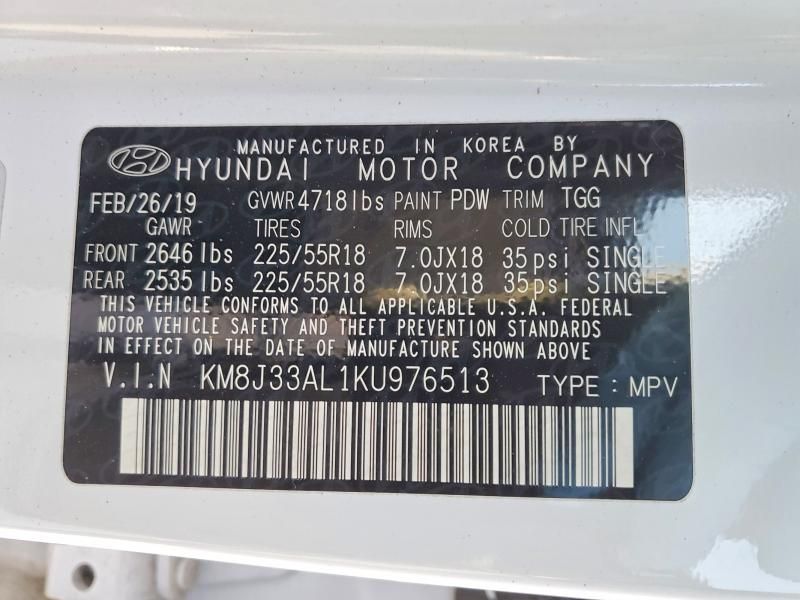 MANUFACTURED IN KOREA BY
HYUNDAI MOTOR COMPANY
FEB/26/19 GVWR 4718lbs PAINT PDW TRIM TGG
GAWR TIRES RIMS COLD TIRE INFL
FRONT 2646 lbs 225/55R18 7.0JX18 35psi SINGLE
REAR 2535 lbs 225/55R18 7.0JX18 35psi SINGLE
THIS VEHICLE CONFORMS TO ALL APPLICABLE U.S.A. FEDERAL
MOTOR VEHICLE SAFETY AND THEFT PREVENTION STANDARDS
IN EFFECT ON THE DATE OF MANUFACTURE SHOWN ABOVE
V.I.N KM8J33AL1KU976513 TYPE : MPV